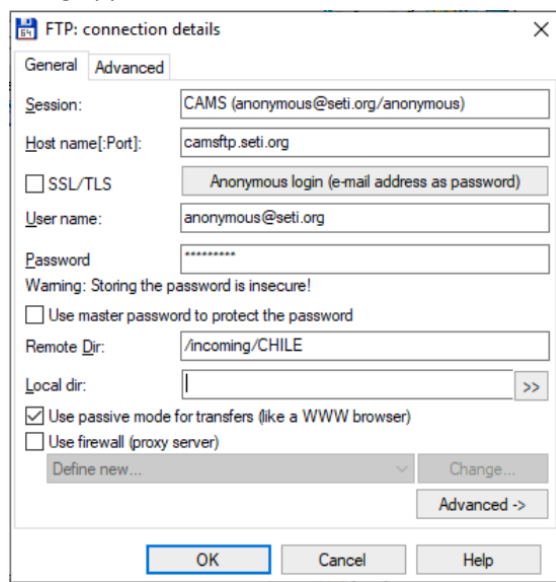 64
FTP: connection details
General Advanced
Session: CAMS (anonymous@seti.org/anonymous)
Host name[:Port]: camsftp.seti.org
SSL/TLS Anonymous login (e-mail address as password)
User name: anonymous@seti.org
Password *********
Warning: Storing the password is insecure!
Use master password to protect the password
Remote Dir: /incoming/CHILE
Local dir: >>
Use passive mode for transfers (like a WWW browser)
Use firewall (proxy server)
Define new... Change...
Advanced ->
OK Cancel Help